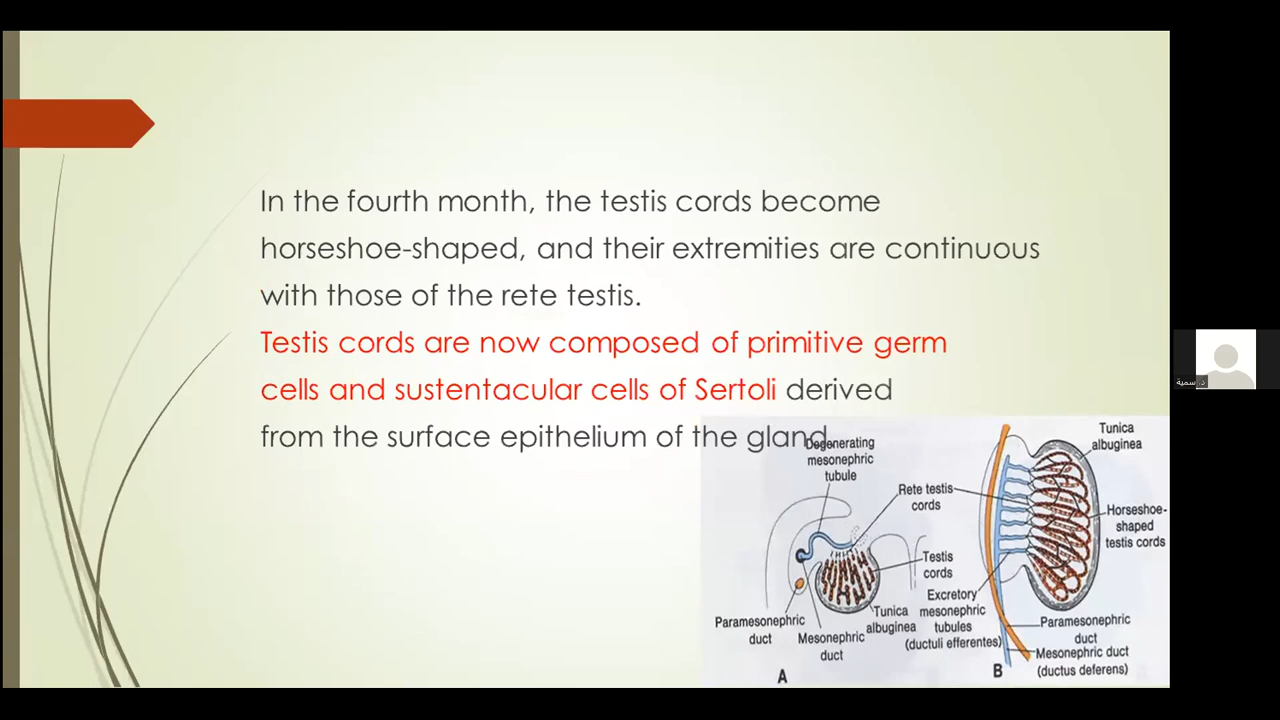 In the fourth month, the testis cords become
horseshoe-shaped, and their extremities are continuous
with those of the rete testis.
Testis cords are now composed of primitive germ
cells and sustentacular cells of Sertoli derived
from the surface epithelium of the gland
Degenerating
mesonephric
tubule
Rete testis
cords
Testis
cords
Tunica
albuginea
Paramesonephric
duct
Mesonephric
duct
A
Tunica
albuginea
Horseshoe-
shaped
testis cords
Excretory
mesonephric
tubules
(ductuli efferentes)
Paramesonephric
duct
Mesonephric duct
(ductus deferens)
B
د. سمية